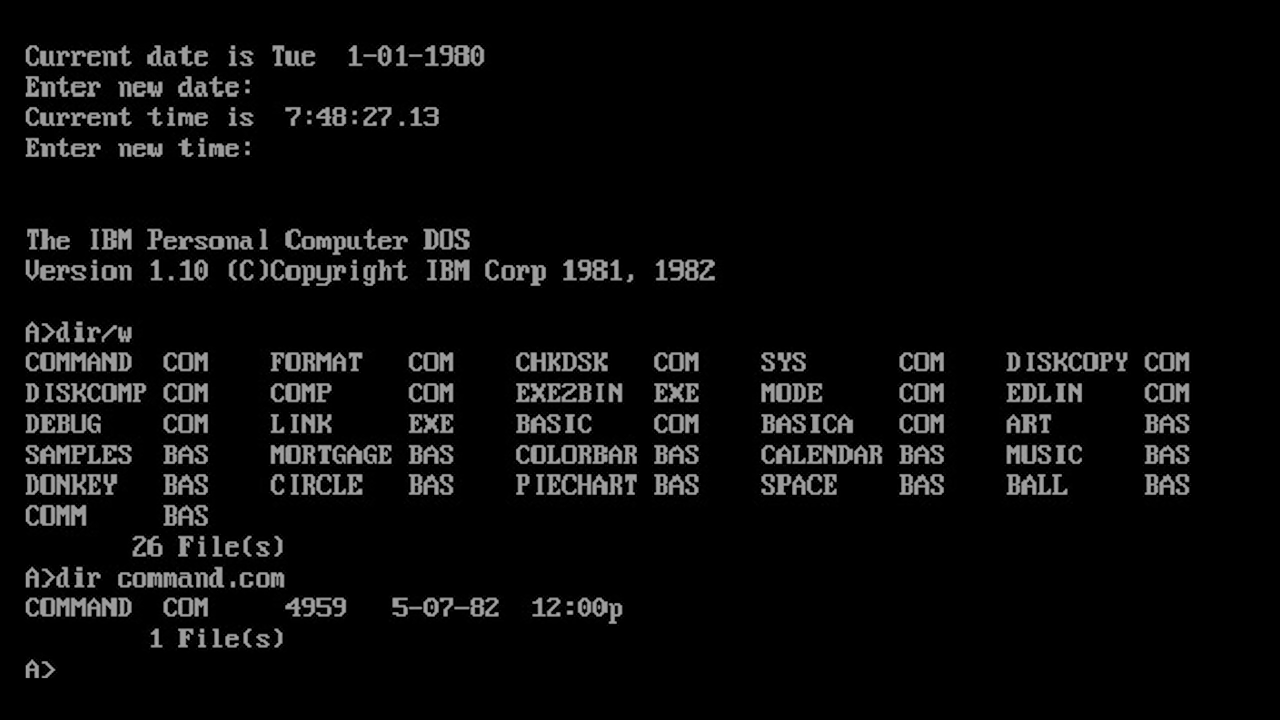 Current date is Tue  1-01-1980
Enter new date:
Current time is  7:48:27.13
Enter new time:
The IBM Personal Computer DOS
Version 1.10 (C)Copyright IBM Corp 1981, 1982
A>dir/w
COMMAND  COM    FORMAT   COM    CHKDSK   COM    SYS      COM    DISKCOPY COM
DISKCOMP COM    COMP     COM    EXE2BIN  EXE    MODE     COM    EDLIN    COM
DEBUG    COM    LINK     EXE    BASIC    COM    BASICA   COM    ART      BAS
SAMPLES  BAS    MORTGAGE BAS    COLORBAR BAS    CALENDAR BAS    MUSIC    BAS
DONKEY   BAS    CIRCLE   BAS    PIECHART BAS    SPACE    BAS    BALL     BAS
COMM     BAS
       26 File(s)
A>dir command.com
COMMAND  COM     4959   5-07-82  12:00p
        1 File(s)
A>